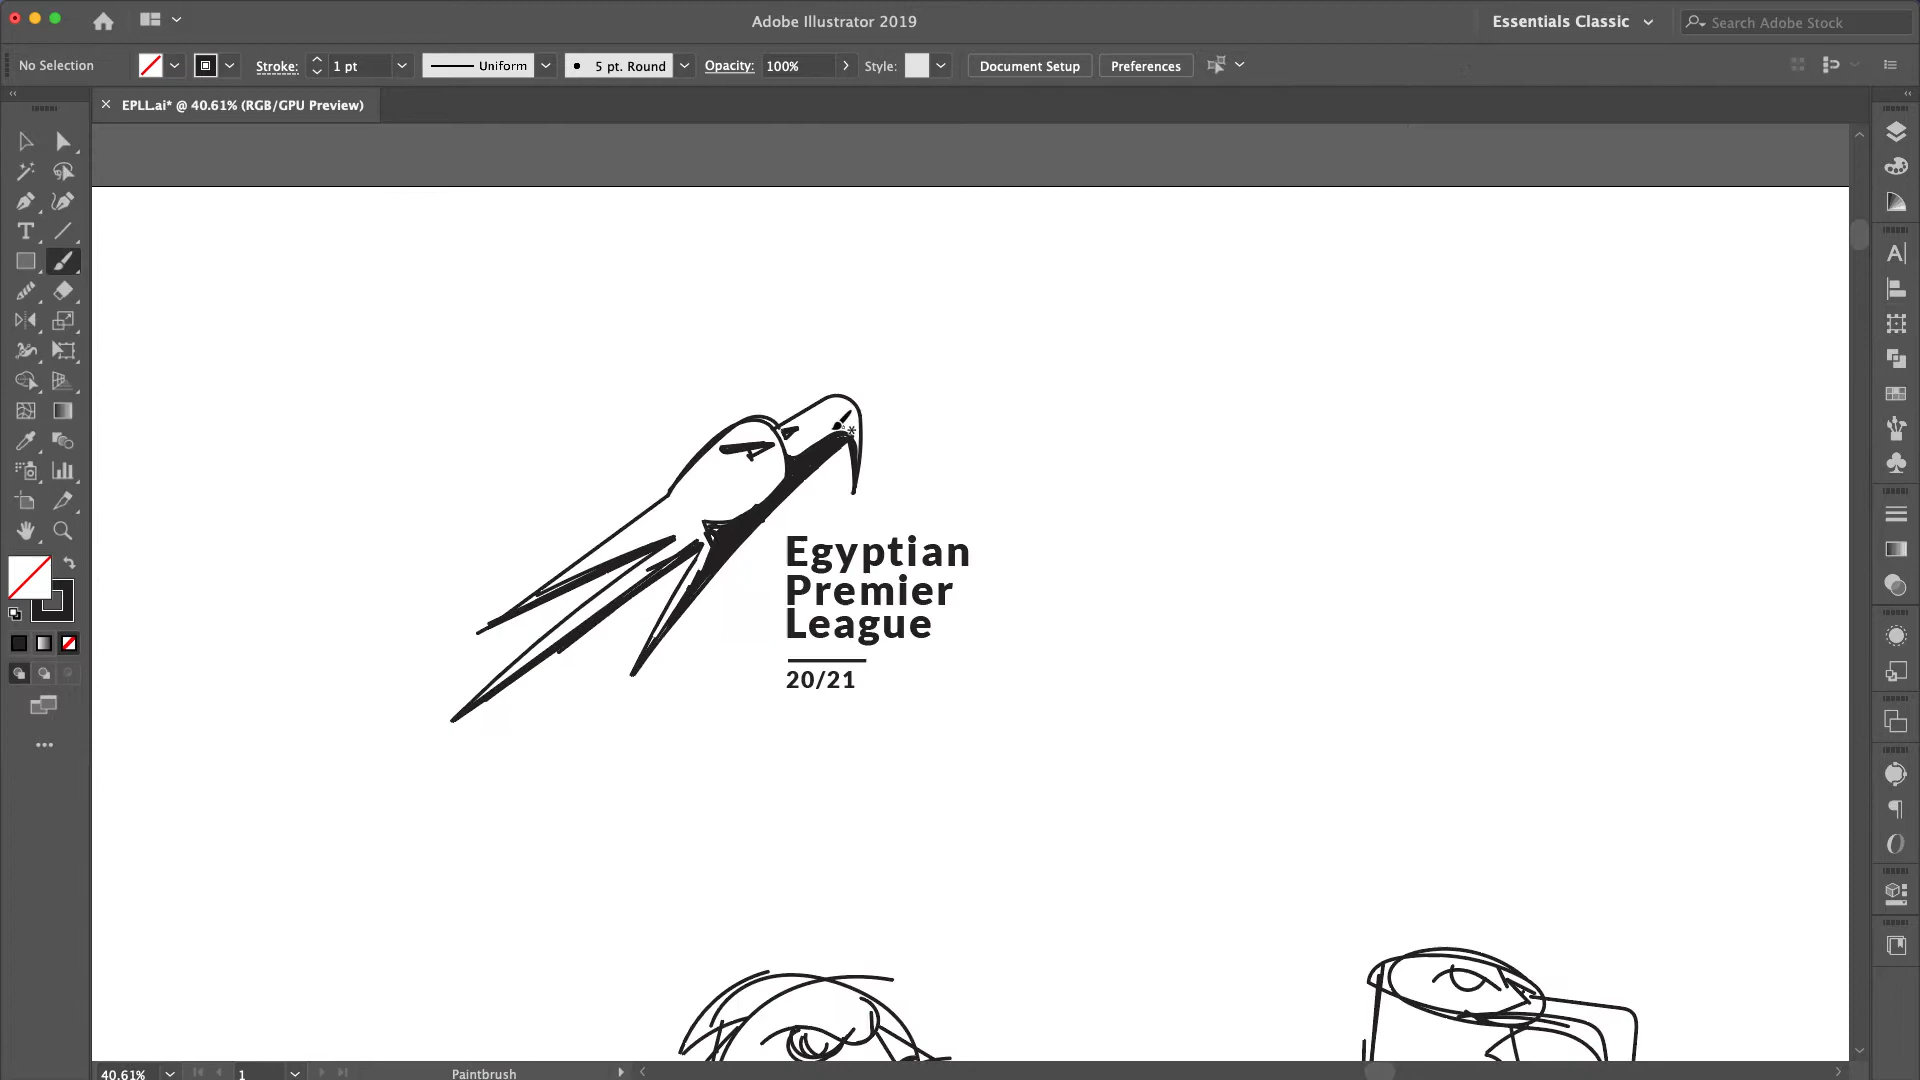 Adobe Illustrator 2019
Essentials Classic
Search Adobe Stock
No Selection
Stroke:
1 pt
Uniform
5 pt. Round
Opacity:
100%
Style:
Document Setup
Preferences
EPLL.ai* @ 40.61% (RGB/GPU Preview)
Egyptian
Premier
League
20/21
40.61%
1
Paintbrush